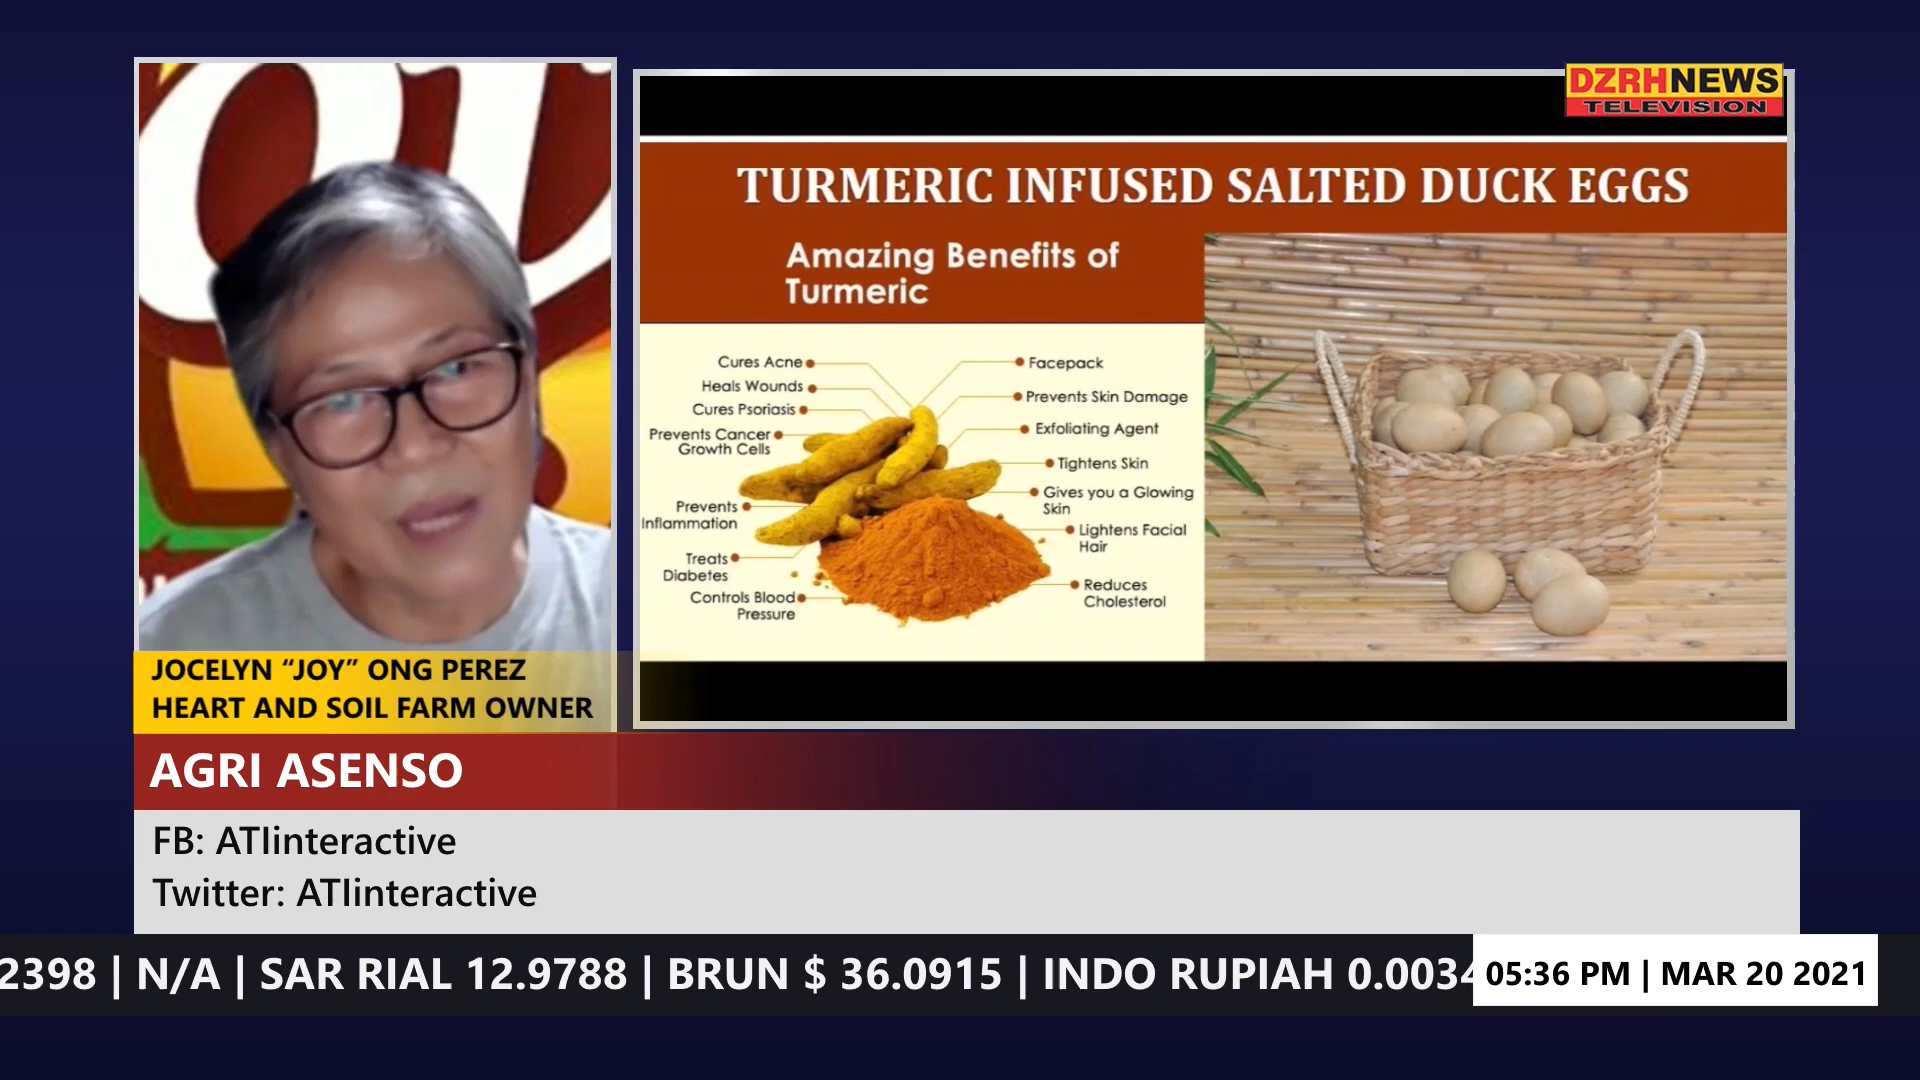 DZRHNEWS
TELEVISION
TURMERIC INFUSED SALTED DUCK EGGS
Amazing Benefits of
Turmeric
Cures Acne
Heals Wounds
Cures Psoriasis
Prevents Cancer
Growth Cells
Prevents
Inflammation
Treats
Diabetes
Controls Blood
Pressure
Facepack
Prevents Skin Damage
Exfoliating Agent
Tightens Skin
Gives you a Glowing
Skin
Lightens Facial
Hair
Reduces
Cholesterol
JOCELYN “JOY” ONG PEREZ
HEART AND SOIL FARM OWNER
AGRI ASENSO
FB: ATIinteractive
Twitter: ATIinteractive
2398 | N/A | SAR RIAL 12.9788 | BRUN $ 36.0915 | INDO RUPIAH 0.0034
05:36 PM | MAR 20 2021